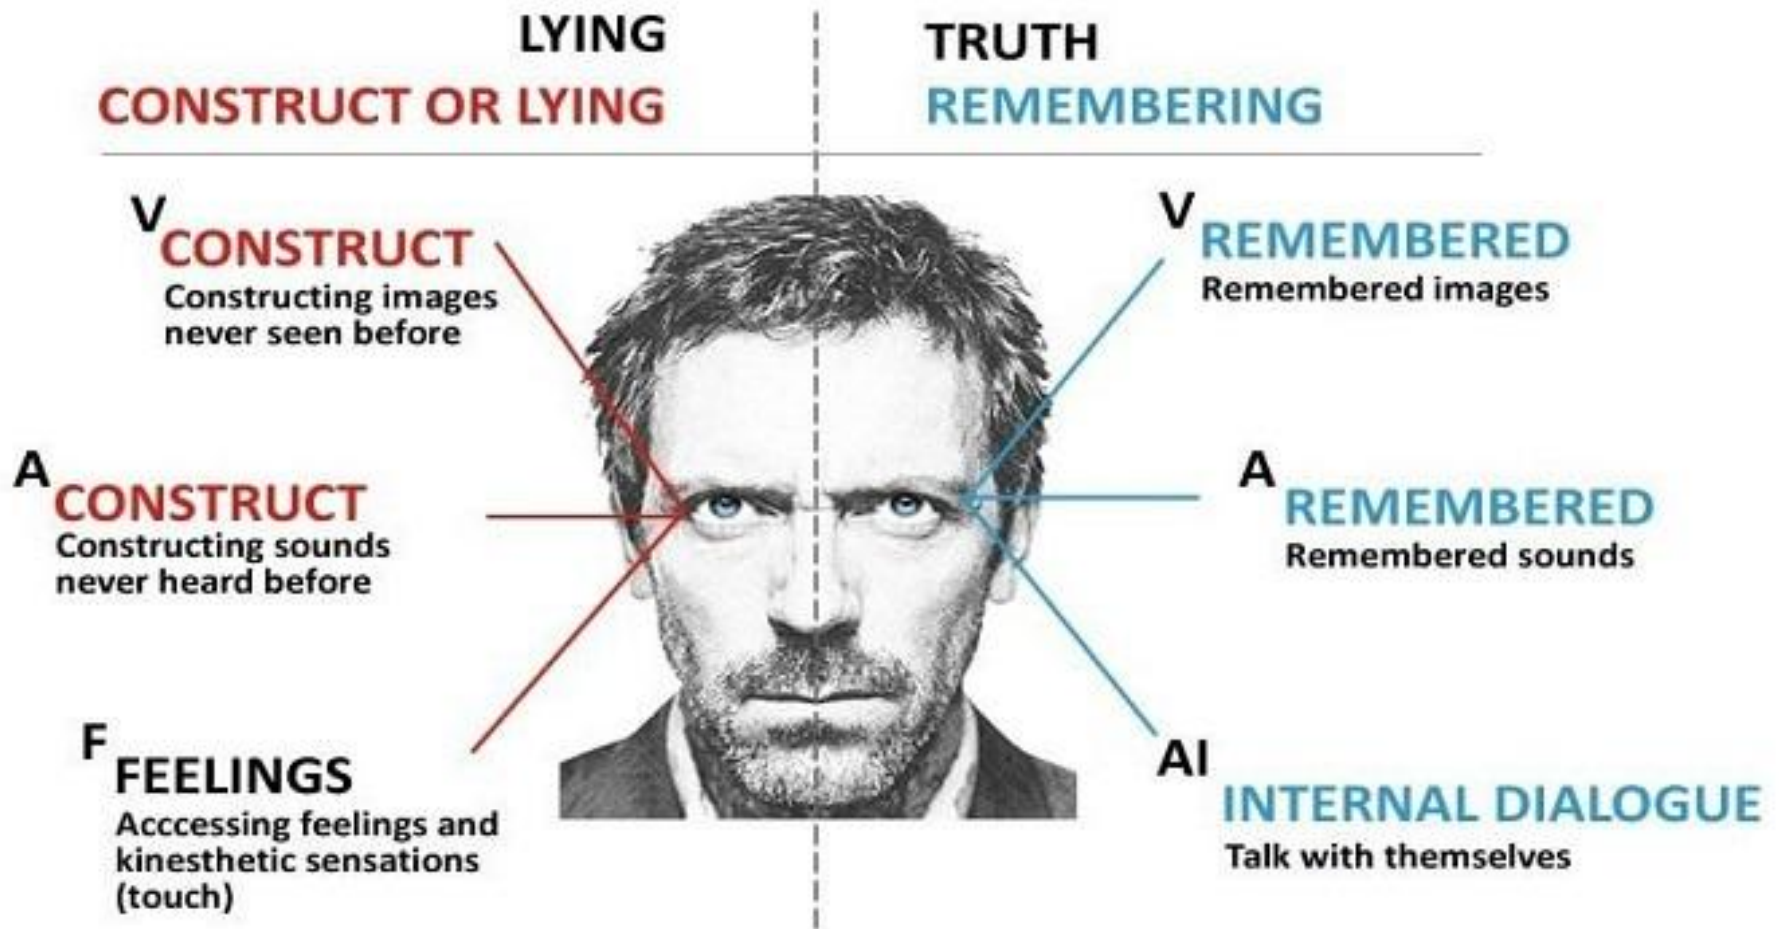 LYING
CONSTRUCT OR LYING
TRUTH
REMEMBERING
V
CONSTRUCT
Constructing images
never seen before
V
REMEMBERED
Remembered images
A
CONSTRUCT
Constructing sounds
never heard before
A
REMEMBERED
Remembered sounds
F
FEELINGS
Acccessing feelings and
kinesthetic sensations
(touch)
AI
INTERNAL DIALOGUE
Talk with themselves